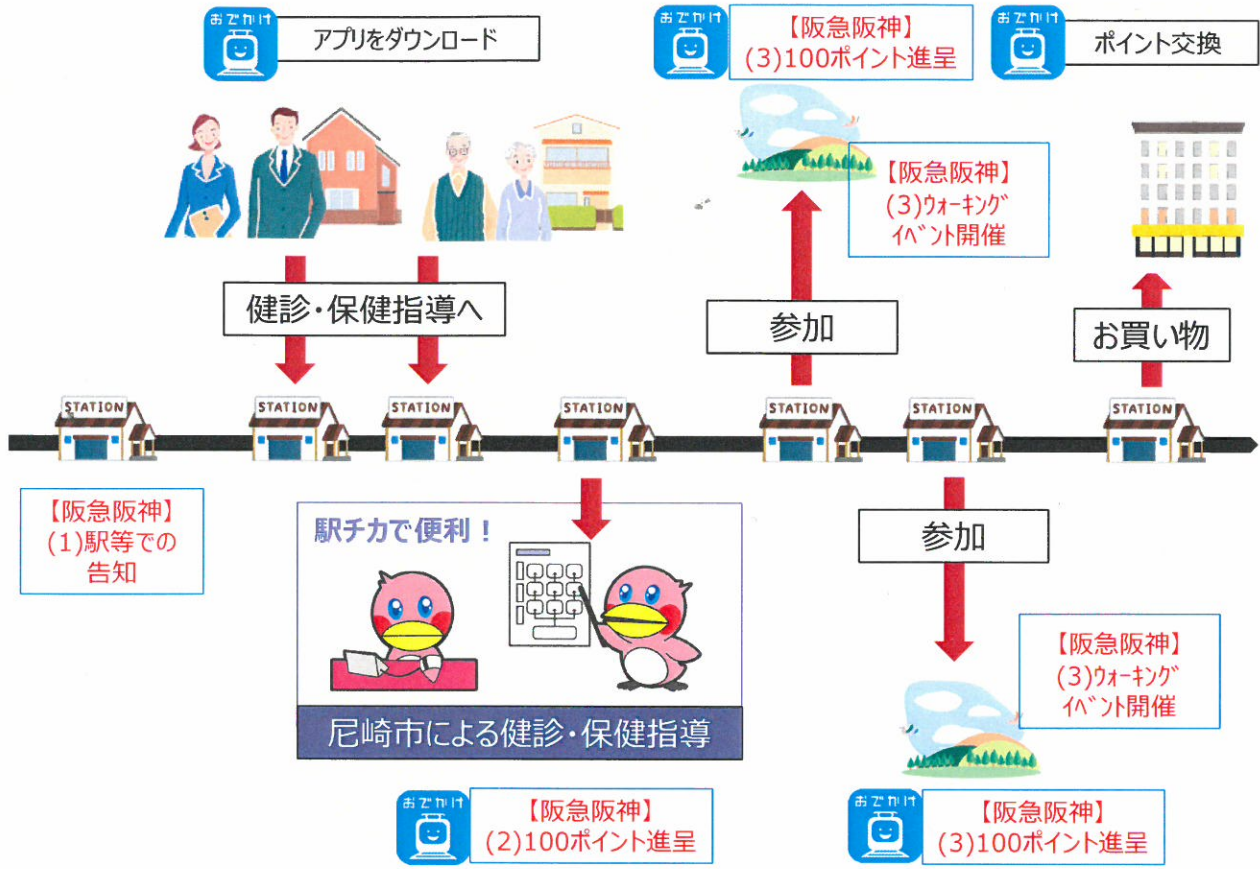 おでかけ
アプリをダウンロード
おでかけ
【阪急阪神】
(3)100ポイント進呈
おでかけ
ポイント交換
【阪急阪神】
(3)ウォーキング
イベント開催
健診・保健指導へ
参加
お買い物
STATION
STATION
STATION
STATION
STATION
STATION
STATION
【阪急阪神】
(1)駅等での
告知
駅チカで便利！
尼崎市による健診・保健指導
参加
【阪急阪神】
(3)ウォーキング
イベント開催
おでかけ
【阪急阪神】
(2)100ポイント進呈
おでかけ
【阪急阪神】
(3)100ポイント進呈